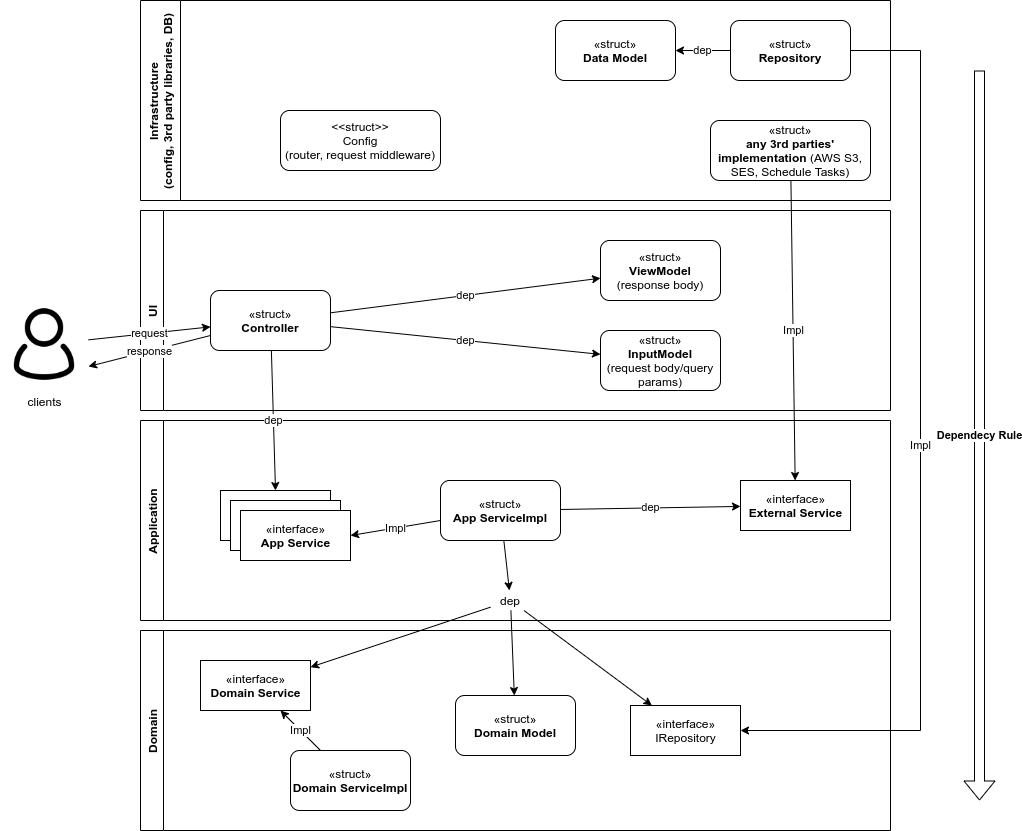 Infrastructure
(config, 3rd party libraries, DB)
«struct»
Data Model
dep
«struct»
Repository
<<struct>>
Config
(router, request middleware)
«struct»
any 3rd parties'
implementation (AWS S3,
SES, Schedule Tasks)
UI
«struct»
Controller
dep
dep
«struct»
ViewModel
(response body)
«struct»
InputModel
(request body/query
params)
Impl
request
response
clients
dep
Impl
Dependecy Rule
Application
«interface»
App Service
Impl
«struct»
App ServiceImpl
dep
«interface»
External Service
dep
Domain
«interface»
Domain Service
Impl
«struct»
Domain ServiceImpl
«struct»
Domain Model
«interface»
IRepository